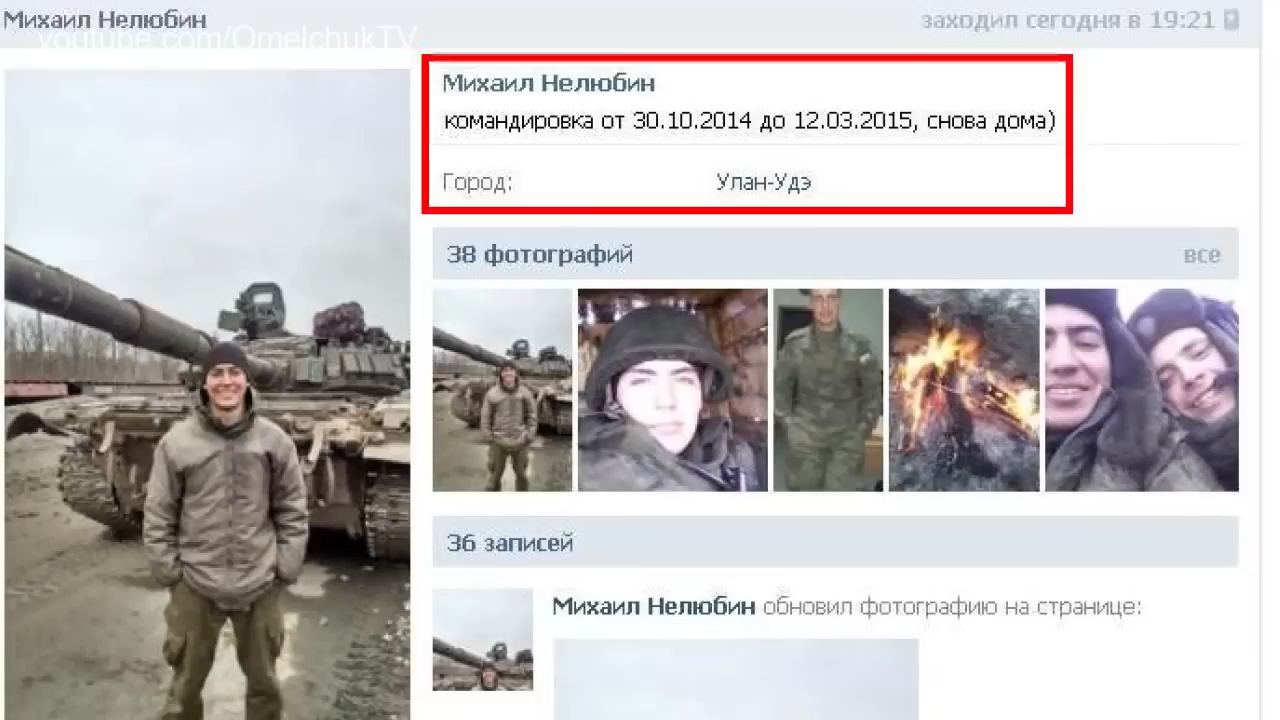 Михаил Нелюбин
заходил сегодня в 19:21
youtube.com/OmelchukTV
Михаил Нелюбин
командировка от 30.10.2014 до 12.03.2015, снова дома)
Город: Улан-Удэ
38 фотографий
все
36 записей
Михаил Нелюбин обновил фотографию на странице: